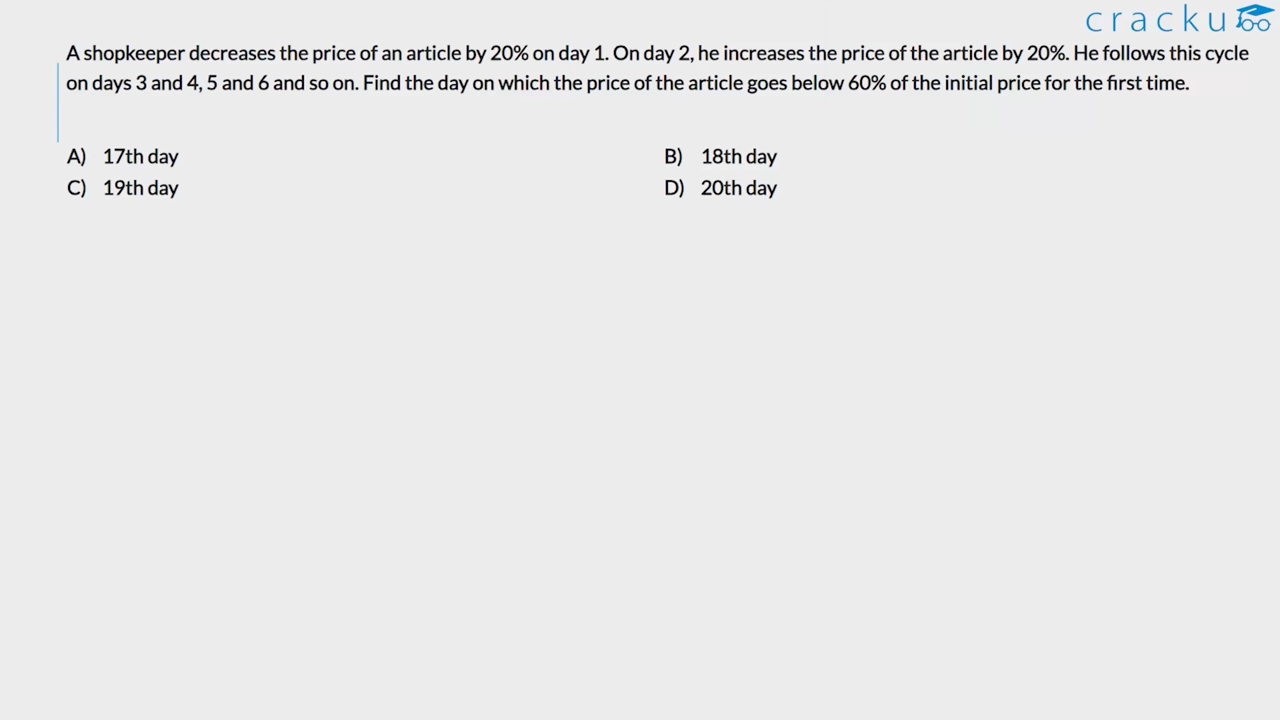 cracku
A shopkeeper decreases the price of an article by 20% on day 1. On day 2, he increases the price of the article by 20%. He follows this cycle
on days 3 and 4, 5 and 6 and so on. Find the day on which the price of the article goes below 60% of the initial price for the first time.
A) 17th day B) 18th day
C) 19th day D) 20th day